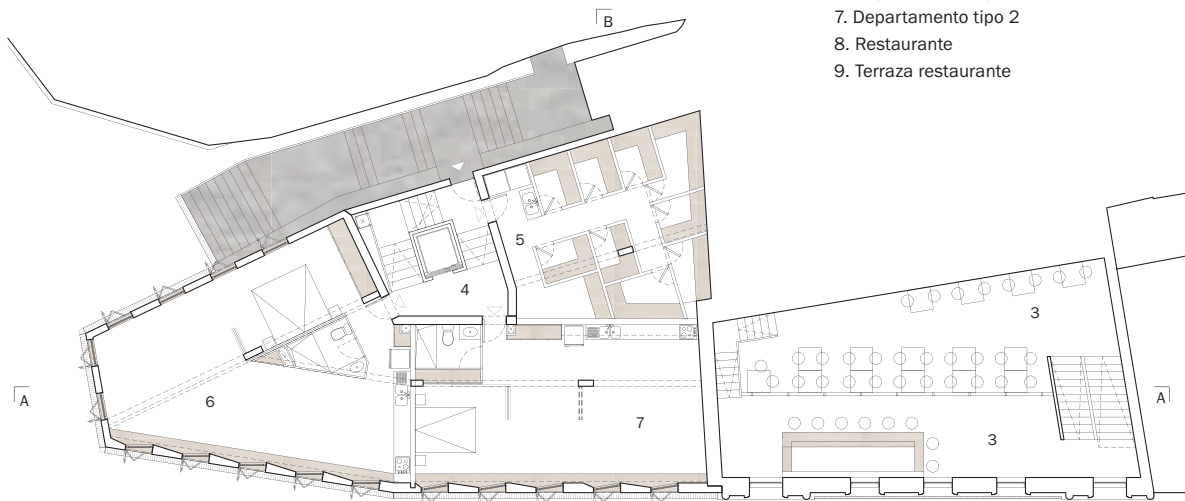 B
7. Departamento tipo 2
8. Restaurante
9. Terraza restaurante
5
4
3
A
6
7
3
A